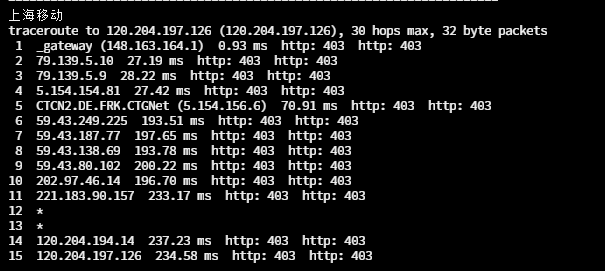 上海移动
traceroute to 120.204.197.126 (120.204.197.126), 30 hops max, 32 byte packets
1 _gateway (148.163.164.1) 0.93 ms http: 403 http: 403
2 79.139.5.10 27.19 ms http: 403 http: 403
3 79.139.5.9 28.22 ms http: 403 http: 403
4 5.154.154.81 27.42 ms http: 403 http: 403
5 CTCN2.DE.FRK.CTGNet (5.154.156.6) 70.91 ms http: 403 http: 403
6 59.43.249.225 193.51 ms http: 403 http: 403
7 59.43.187.77 197.65 ms http: 403 http: 403
8 59.43.138.69 193.78 ms http: 403 http: 403
9 59.43.80.102 200.22 ms http: 403 http: 403
10 202.97.46.14 196.70 ms http: 403 http: 403
11 221.183.90.157 233.17 ms http: 403 http: 403
12 *
13 *
14 120.204.194.14 237.23 ms http: 403 http: 403
15 120.204.197.126 234.58 ms http: 403 http: 403